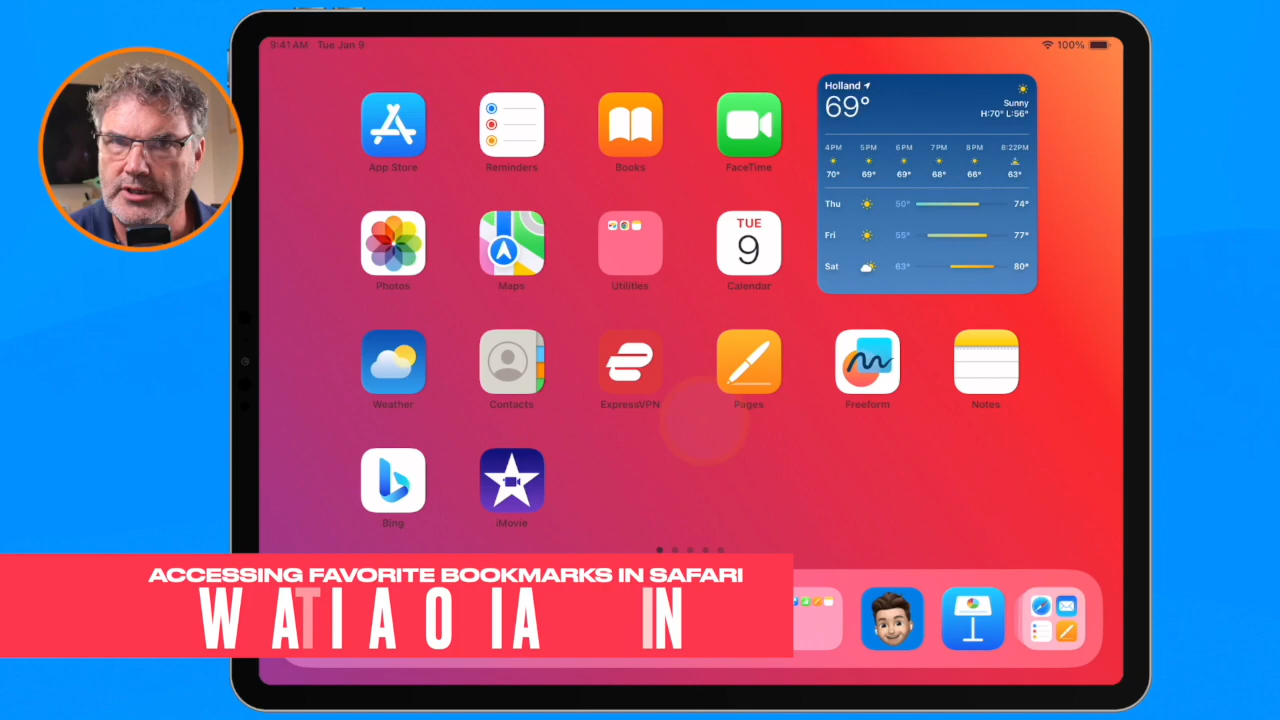 9:41 AM Tue Jan 9
100%
App Store
Reminders
Books
FaceTime
Holland
69°
Sunny
H:70° L:56°
4PM 5PM 6PM 7PM 8PM 8:22PM
70° 69° 69° 68° 66° 63°
Thu 50° 74°
Fri 55° 77°
Sat 63° 80°
Photos
Maps
Utilities
TUE
9
Calendar
Weather
Contacts
ExpressVPN
Pages
Freeform
Notes
Bing
iMovie
ACCESSING FAVORITE BOOKMARKS IN SAFARI
W A T I A O IA IN